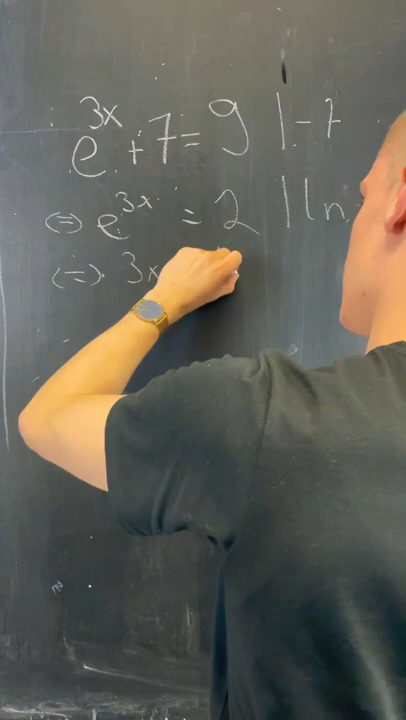 e^{3x} + 7 = 9 | - 7
⇔ e^{3x} = 2 | ln
⇔ 3x